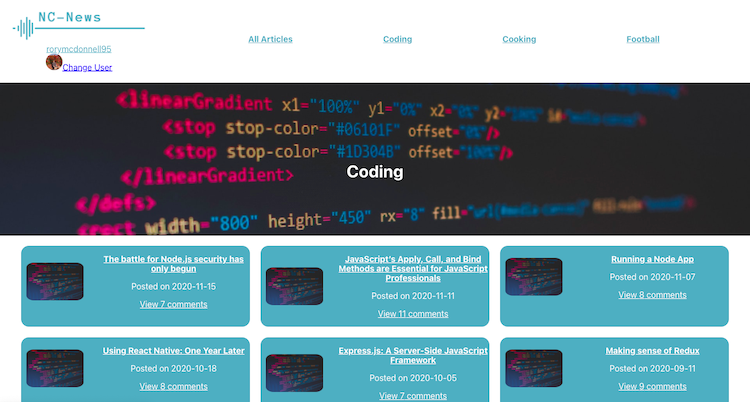 NC-News
All Articles Coding Cooking Football
rorymcdonnell95
Change User
<linearGradient x1="100%" y1="0%" x2="0%" y2="100%"
<stop stop-color="#06101F" offset="0%"/>
<stop stop-color="#1D304B" offset="100%"/>
</linearGradient>
Coding
</defs>
<rect width="800" height="450" rx="8" fill=
The battle for Node.js security has
only begun
Posted on 2020-11-15
View 7 comments
JavaScript's Apply, Call, and Bind
Methods are Essential for JavaScript
Professionals
Posted on 2020-11-11
View 11 comments
Running a Node App
Posted on 2020-11-07
View 8 comments
Using React Native: One Year Later
Posted on 2020-10-18
View 8 comments
Express.js: A Server-Side JavaScript
Framework
Posted on 2020-10-05
View 7 comments
Making sense of Redux
Posted on 2020-09-11
View 9 comments